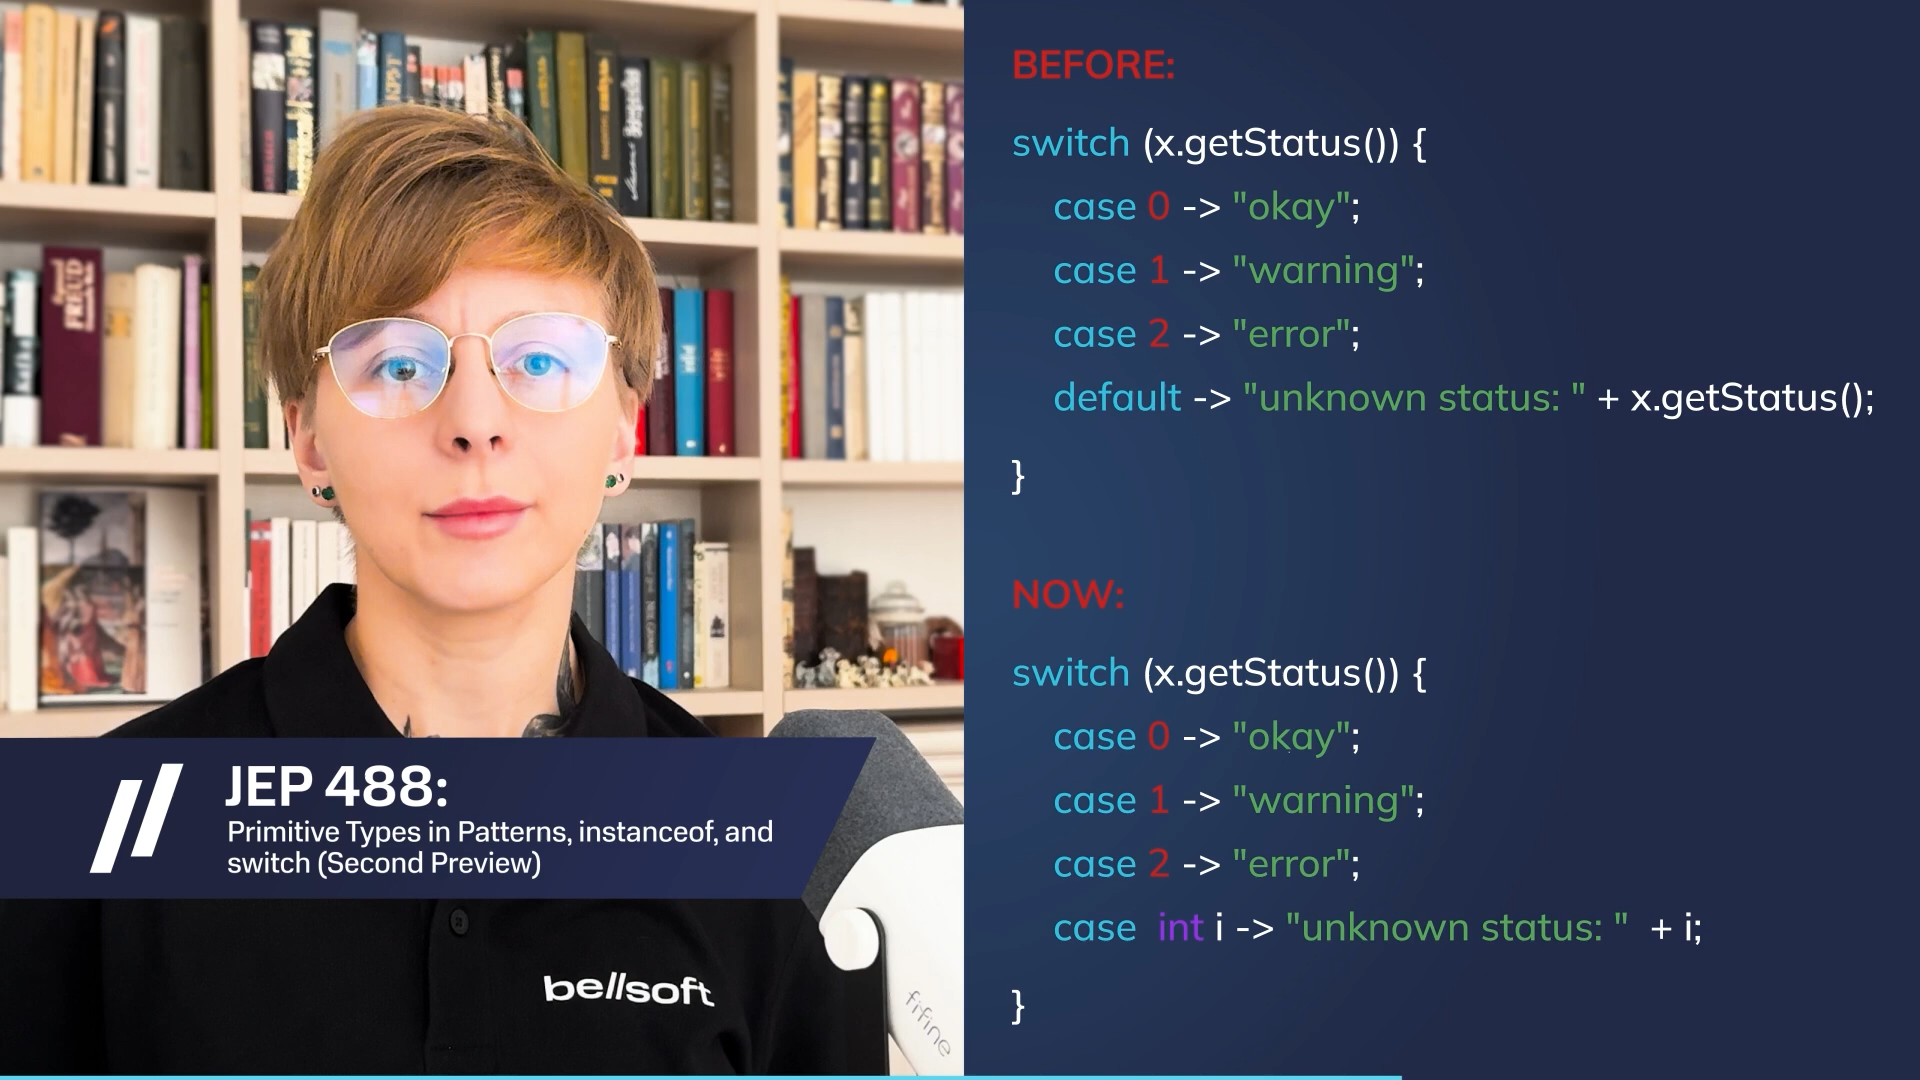 BEFORE:
switch (x.getStatus()) {
case 0 -> "okay";
case 1 -> "warning";
case 2 -> "error";
default -> "unknown status: " + x.getStatus();
}
NOW:
switch (x.getStatus()) {
case 0 -> "okay";
case 1 -> "warning";
case 2 -> "error";
case int i -> "unknown status: " + i;
}
JEP 488:
Primitive Types in Patterns, instanceof, and
switch (Second Preview)
bellsoft
fifine
FREUD